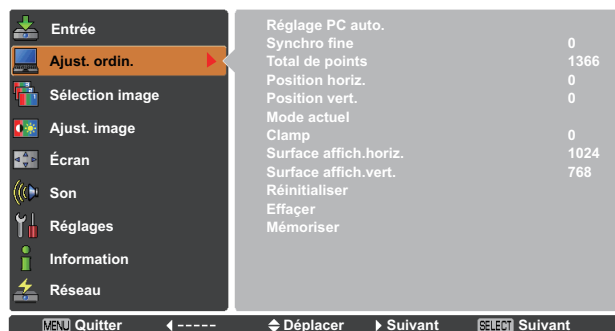 Entrée
Ajust. ordin.
Sélection image
Ajust. image
Écran
Son
Réglages
Information
Réseau
Réglage PC auto.
Synchro fine 0
Total de points 1366
Position horiz. 0
Position vert. 0
Mode actuel
Clamp 0
Surface affich.horiz. 1024
Surface affich.vert. 768
Réinitialiser
Effaçer
Mémoriser
MENU Quitter ----- Déplacer Suivant SELECT Suivant